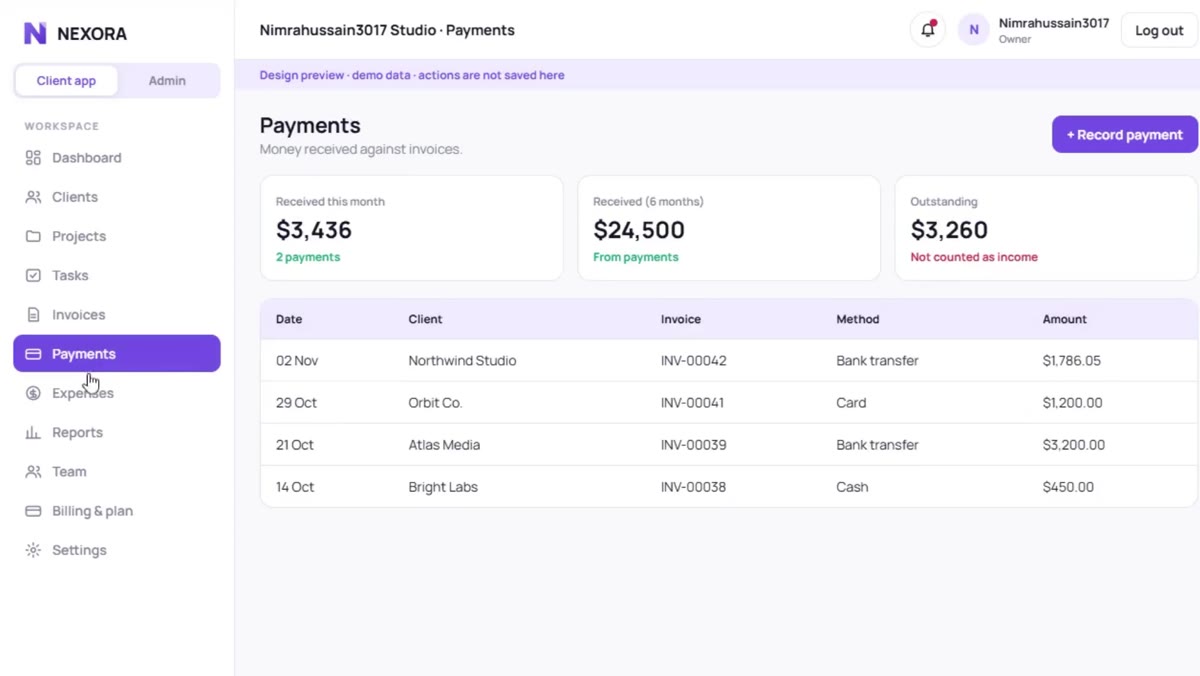 NEXORA
Client app
Admin
WORKSPACE
Dashboard
Clients
Projects
Tasks
Invoices
Payments
Expenses
Reports
Team
Billing & plan
Settings
Nimrahussain3017 Studio · Payments
N
Nimrahussain3017
Owner
Log out
Design preview · demo data · actions are not saved here
Payments
Money received against invoices.
+ Record payment
Received this month
$3,436
2 payments
Received (6 months)
$24,500
From payments
Outstanding
$3,260
Not counted as income
Date Client Invoice Method Amount
02 Nov Northwind Studio INV-00042 Bank transfer $1,786.05
29 Oct Orbit Co. INV-00041 Card $1,200.00
21 Oct Atlas Media INV-00039 Bank transfer $3,200.00
14 Oct Bright Labs INV-00038 Cash $450.00